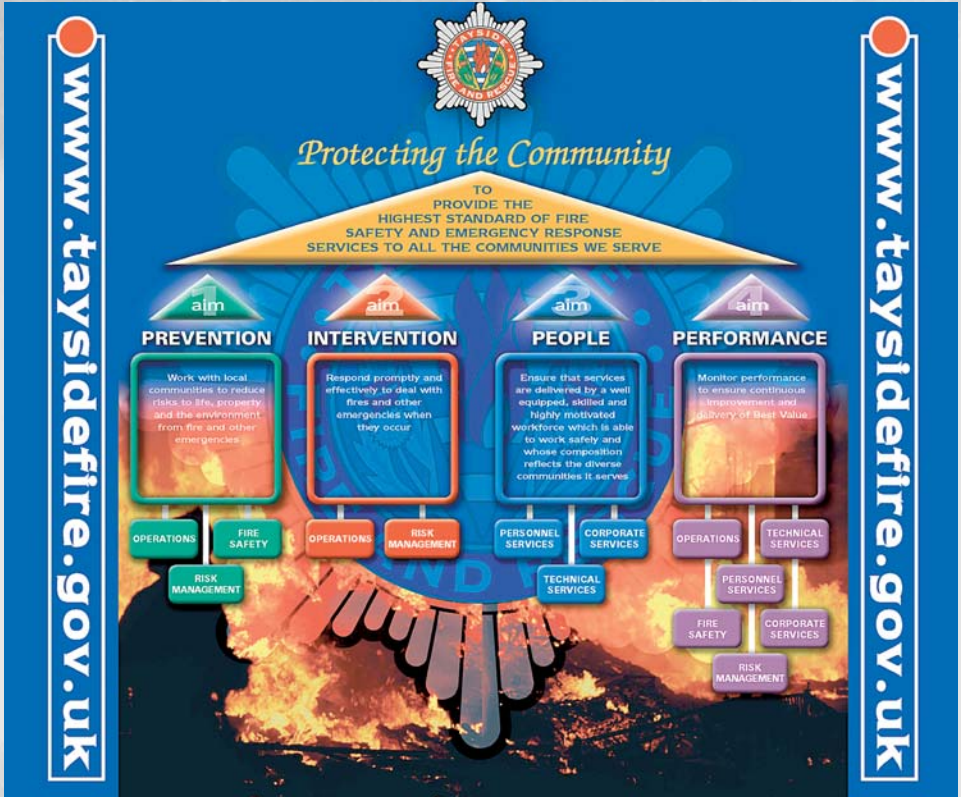 TAYSIDE
FIRE AND RESCUE
Protecting the Community
TO
PROVIDE THE
HIGHEST STANDARD OF FIRE
SAFETY AND EMERGENCY RESPONSE
SERVICES TO ALL THE COMMUNITIES WE SERVE
www.taysidefire.gov.uk
1
aim
PREVENTION
Work with local
communities to reduce
risks to life, property
and the environment
from fire and other
emergencies
OPERATIONS
FIRE
SAFETY
RISK
MANAGEMENT
2
aim
INTERVENTION
Respond promptly and
effectively to deal with
fires and other
emergencies when
they occur
OPERATIONS
RISK
MANAGEMENT
3
aim
PEOPLE
Ensure that services
are delivered by a well
equipped, skilled and
highly motivated
workforce which is able
to work safely and
whose composition
reflects the diverse
communities it serves
PERSONNEL
SERVICES
CORPORATE
SERVICES
TECHNICAL
SERVICES
4
aim
PERFORMANCE
Monitor performance
to ensure continuous
improvement and
delivery of Best Value
OPERATIONS
TECHNICAL
SERVICES
PERSONNEL
SERVICES
FIRE
SAFETY
CORPORATE
SERVICES
RISK
MANAGEMENT
www.taysidefire.gov.uk